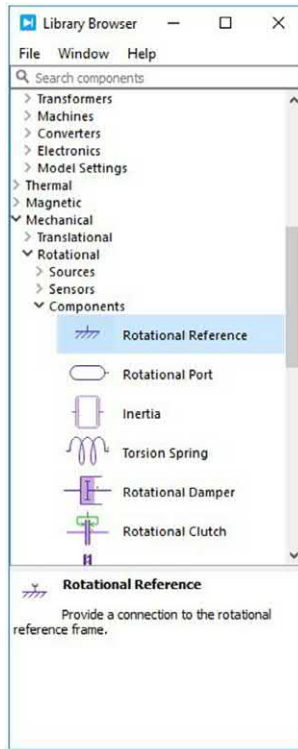 Library Browser
File Window Help
Search components
Transformers
Machines
Converters
Electronics
Model Settings
Thermal
Magnetic
Mechanical
Translational
Rotational
Sources
Sensors
Components
Rotational Reference
Rotational Port
Inertia
Torsion Spring
Rotational Damper
Rotational Clutch
Rotational Reference
Provide a connection to the rotational
reference frame.